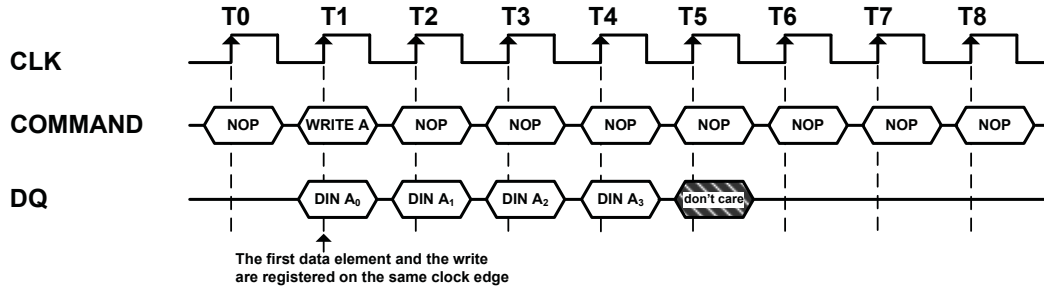 T0 T1 T2 T3 T4 T5 T6 T7 T8
CLK
COMMAND NOP WRITE A NOP NOP NOP NOP NOP NOP NOP
DQ DIN A₀ DIN A₁ DIN A₂ DIN A₃ don't care
The first data element and the write
are registered on the same clock edge